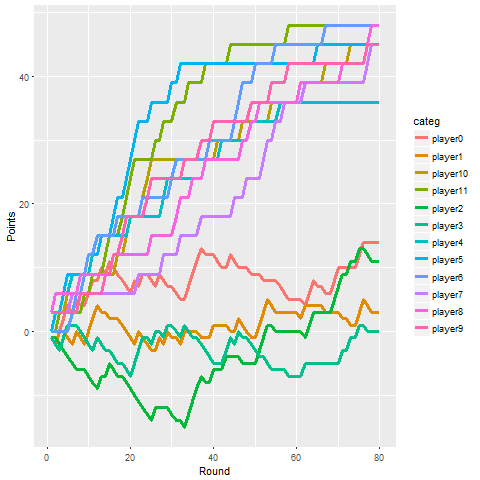 categ
player0
player1
player10
player11
player2
player3
player4
player5
player6
player7
player8
player9
Points
40
20
0
0
20
40
60
80
Round